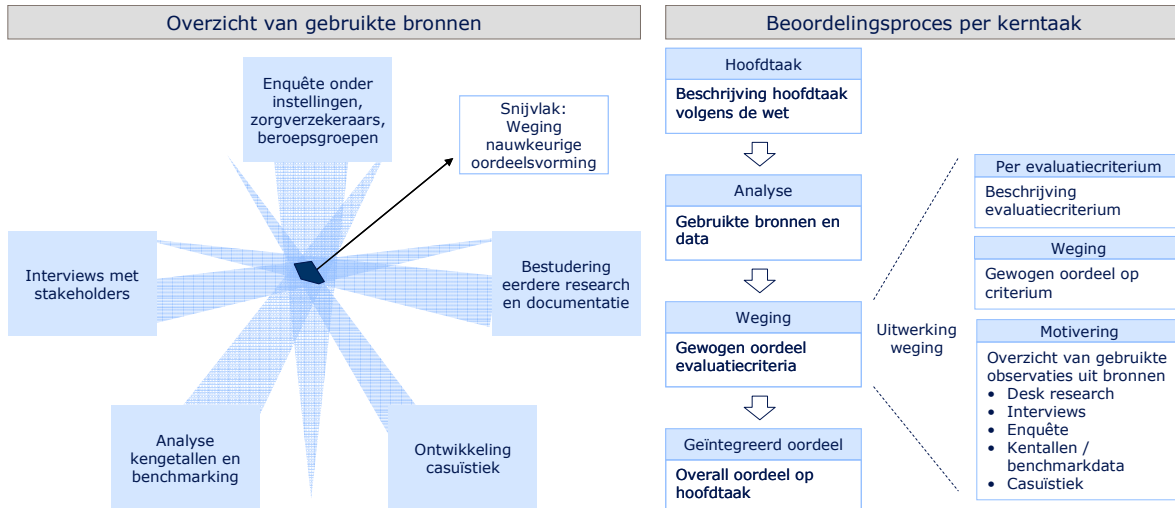 Overzicht van gebruikte bronnen
Enquête onder
instellingen,
zorgverzekeraars,
beroepsgroepen
Snijvlak:
Weging
nauwkeurige
oordeelsvorming
Interviews met
stakeholders
Bestudering
eerdere research
en documentatie
Analyse
kengetallen en
benchmarking
Ontwikkeling
casuïstiek
Beoordelingsproces per kerntaak
Hoofdtaak
Beschrijving hoofdtaak
volgens de wet
Analyse
Gebruikte bronnen en
data
Weging
Gewogen oordeel
evaluatiecriteria
Geïntegreerd oordeel
Overall oordeel op
hoofdtaak
Uitwerking
weging
Per evaluatiecriterium
Beschrijving
evaluatiecriterium
Weging
Gewogen oordeel op
criterium
Motivering
Overzicht van gebruikte
observaties uit bronnen
• Desk research
• Interviews
• Enquête
• Kentallen /
benchmarkdata
• Casuïstiek